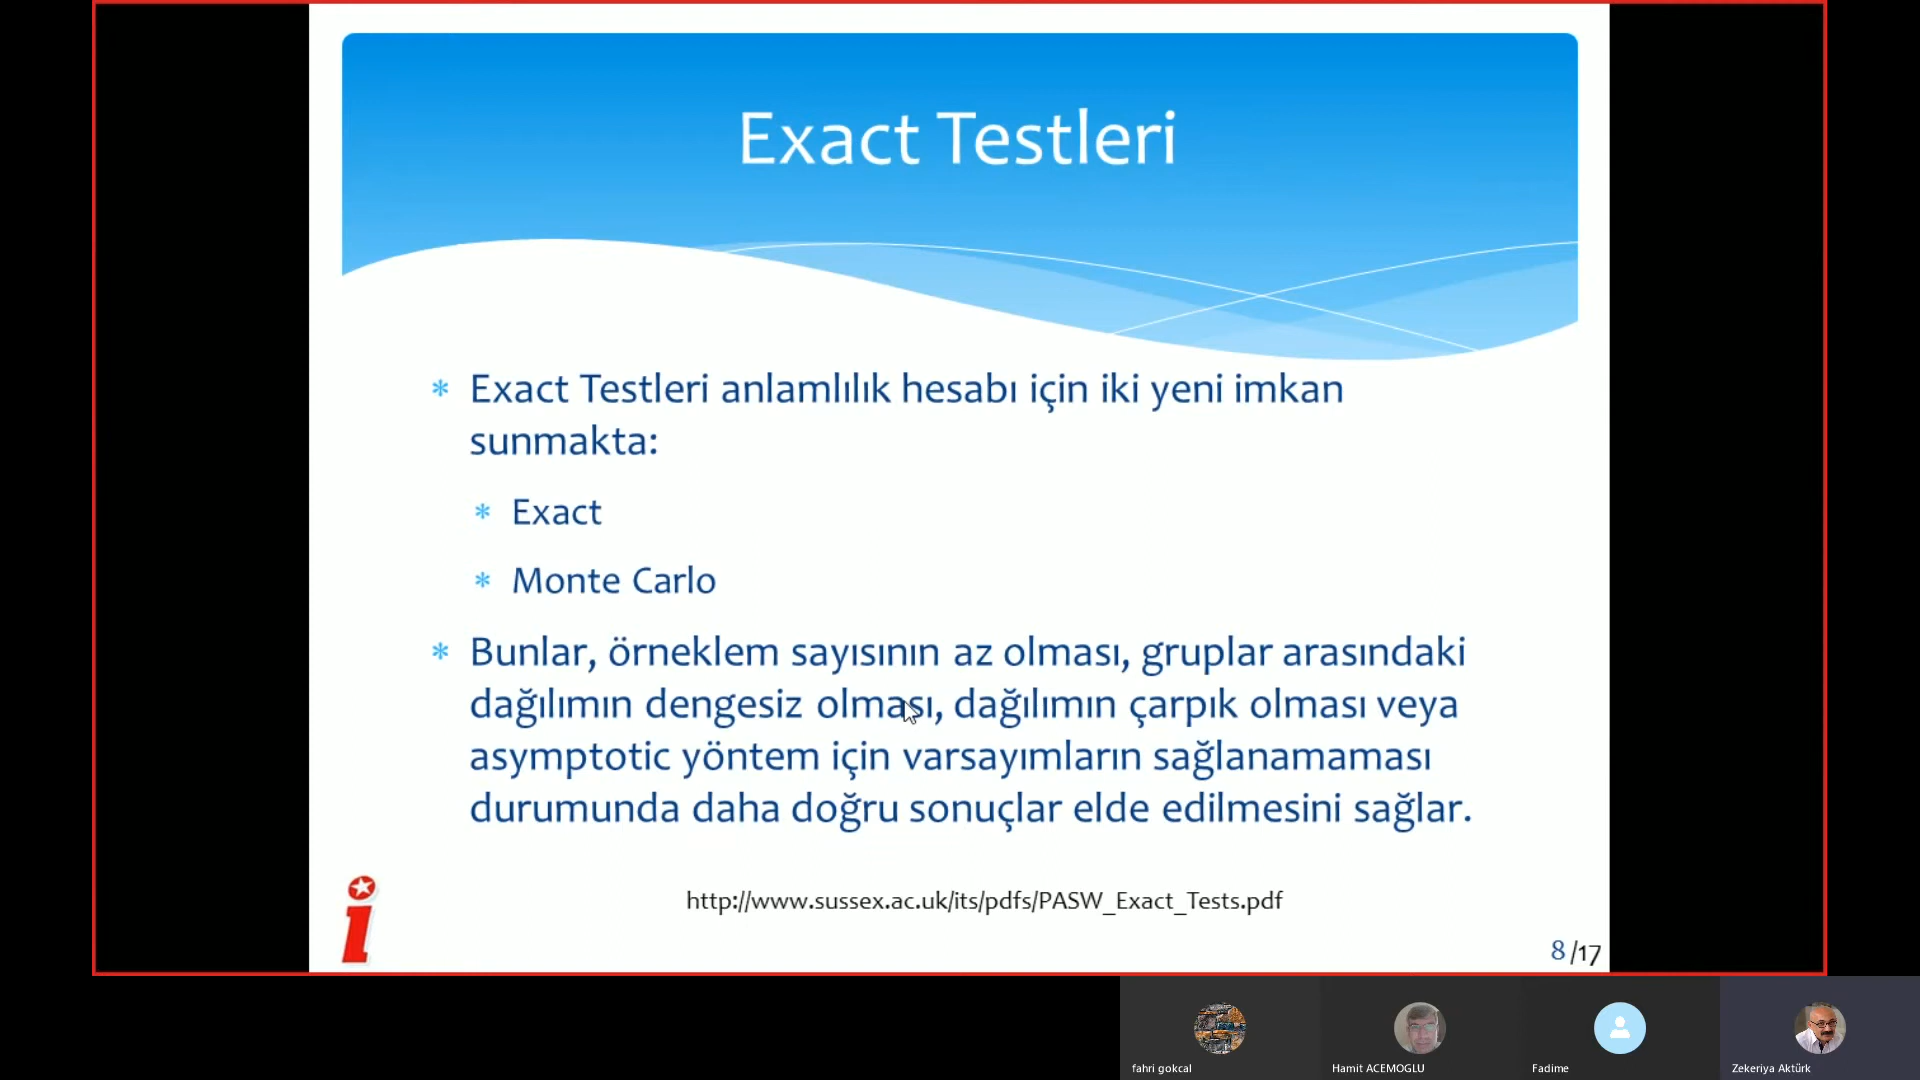 Exact Testleri
* Exact Testleri anlamlılık hesabı için iki yeni imkan
sunmakta:
* Exact
* Monte Carlo
* Bunlar, örneklem sayısının az olması, gruplar arasındaki
dağılımın dengesiz olması, dağılımın çarpık olması veya
asymptotic yöntem için varsayımların sağlanamaması
durumunda daha doğru sonuçlar elde edilmesini sağlar.
http://www.sussex.ac.uk/its/pdfs/PASW_Exact_Tests.pdf
i
8 /17
fahri gokcal
Hamit ACEMOGLU
Fadime
Zekeriya Aktürk